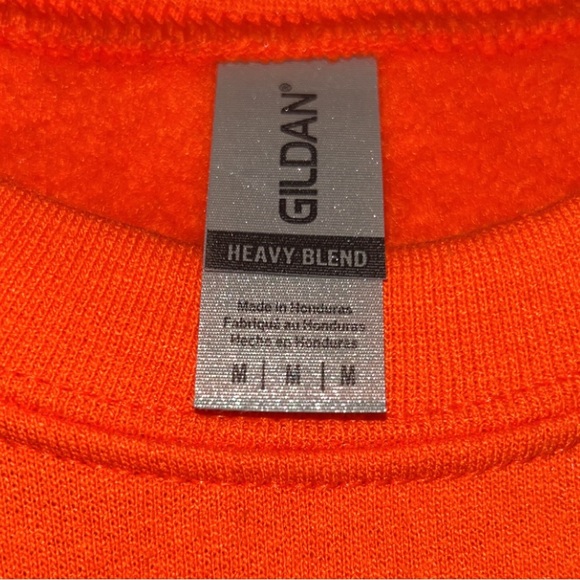 GILDAN®
HEAVY BLEND
Made in Honduras
Fabriqué au Honduras
Hecho en Honduras
M | M | M